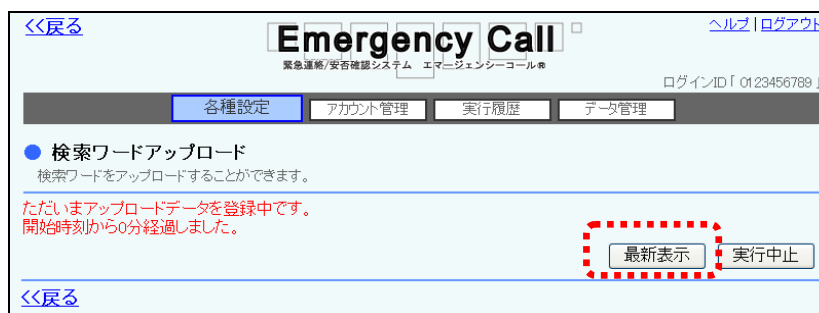 <<戻る
ヘルプ | ログアウト
Emergency Call
緊急連絡/安否確認システム エマージェンシーコール®
ログインID「 0123456789 」
各種設定 アカウント管理 実行履歴 データ管理
● 検索ワードアップロード
検索ワードをアップロードすることができます。
ただいまアップロードデータを登録中です。
開始時刻から0分経過しました。
最新表示 実行中止
<<戻る